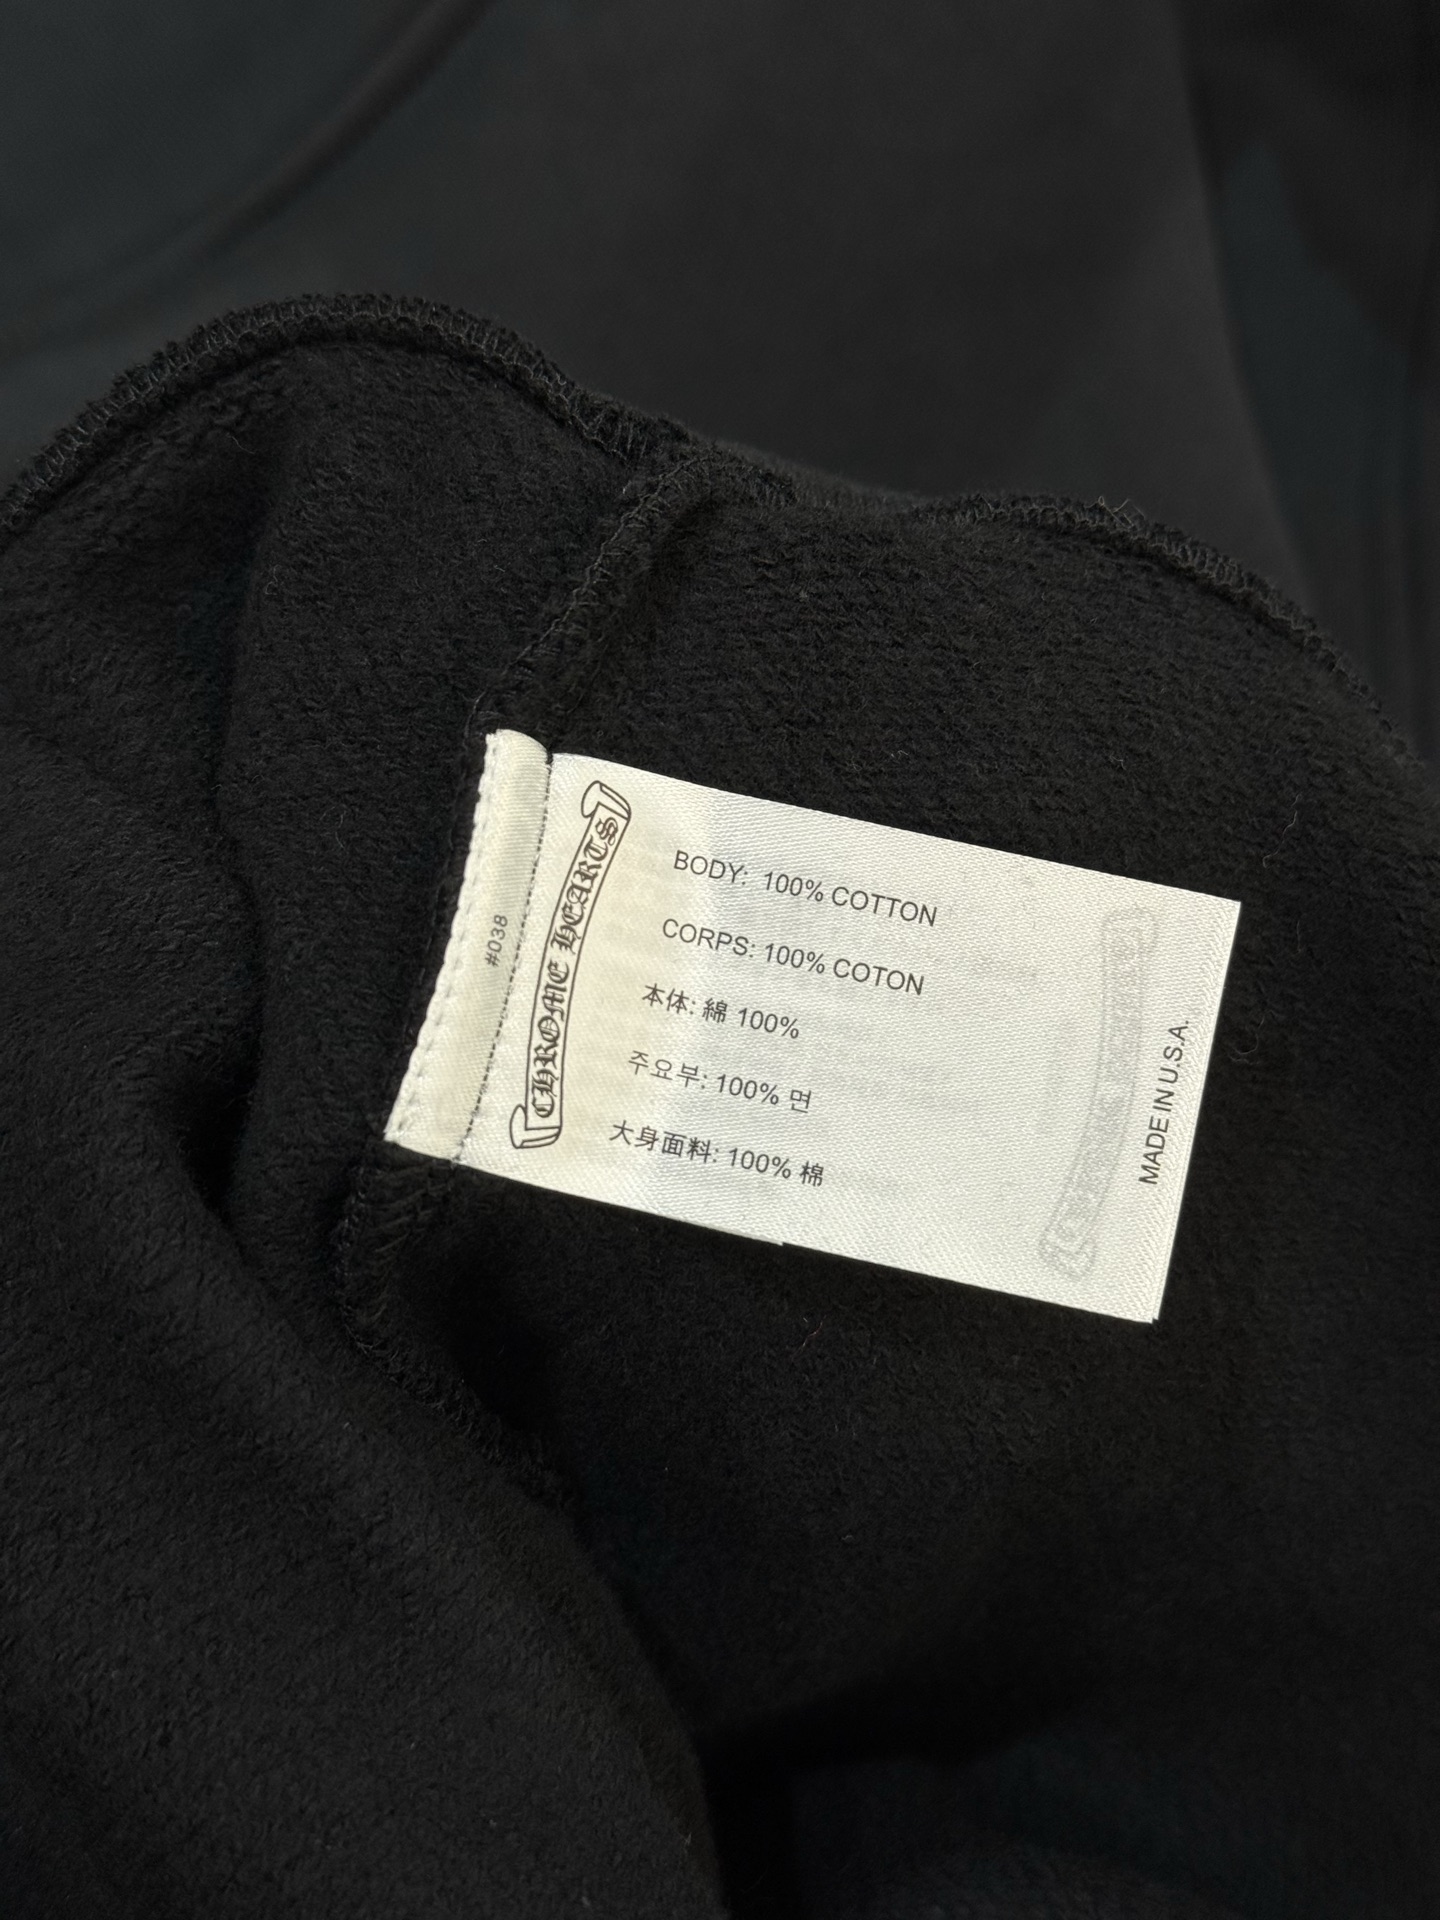 #038
CHROME HEARTS
BODY: 100% COTTON
CORPS: 100% COTON
本体: 綿 100%
주요부: 100% 면
大身面料: 100% 棉
MADE IN U.S.A.